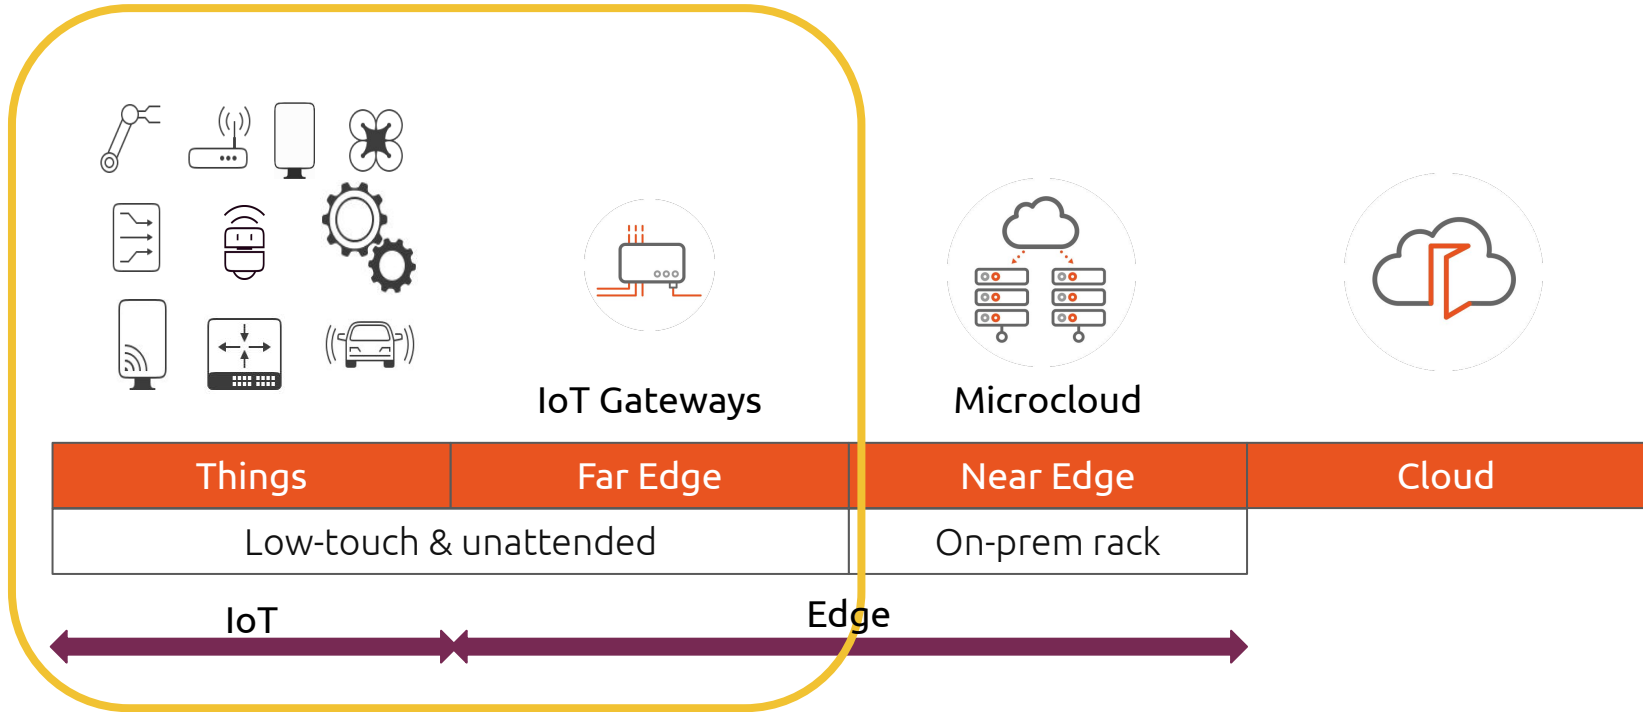 IoT Gateways
Microcloud
Things
Far Edge
Near Edge
Cloud
Low-touch & unattended
On-prem rack
IoT
Edge